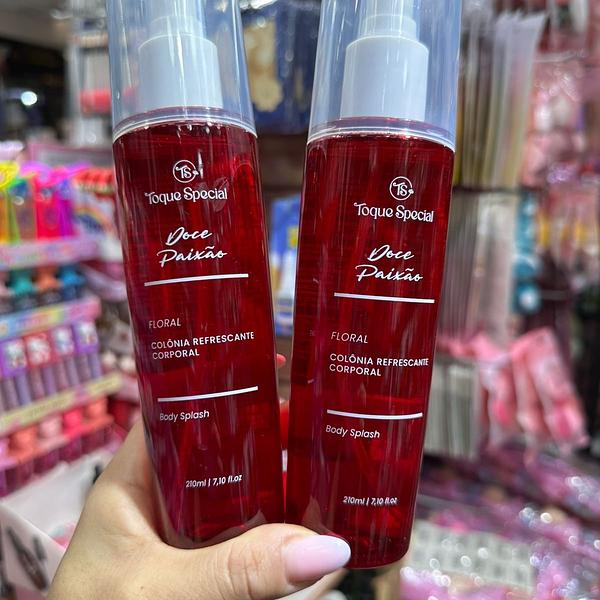 TS
Toque Special
Doce
Paixão
FLORAL
COLÔNIA REFRESCANTE
CORPORAL
Body Splash
210ml | 7,10 fl.oz
TS
Toque Special
Doce
Paixão
FLORAL
COLÔNIA REFRESCANTE
CORPORAL
Body Splash
210ml | 7,10 fl.oz